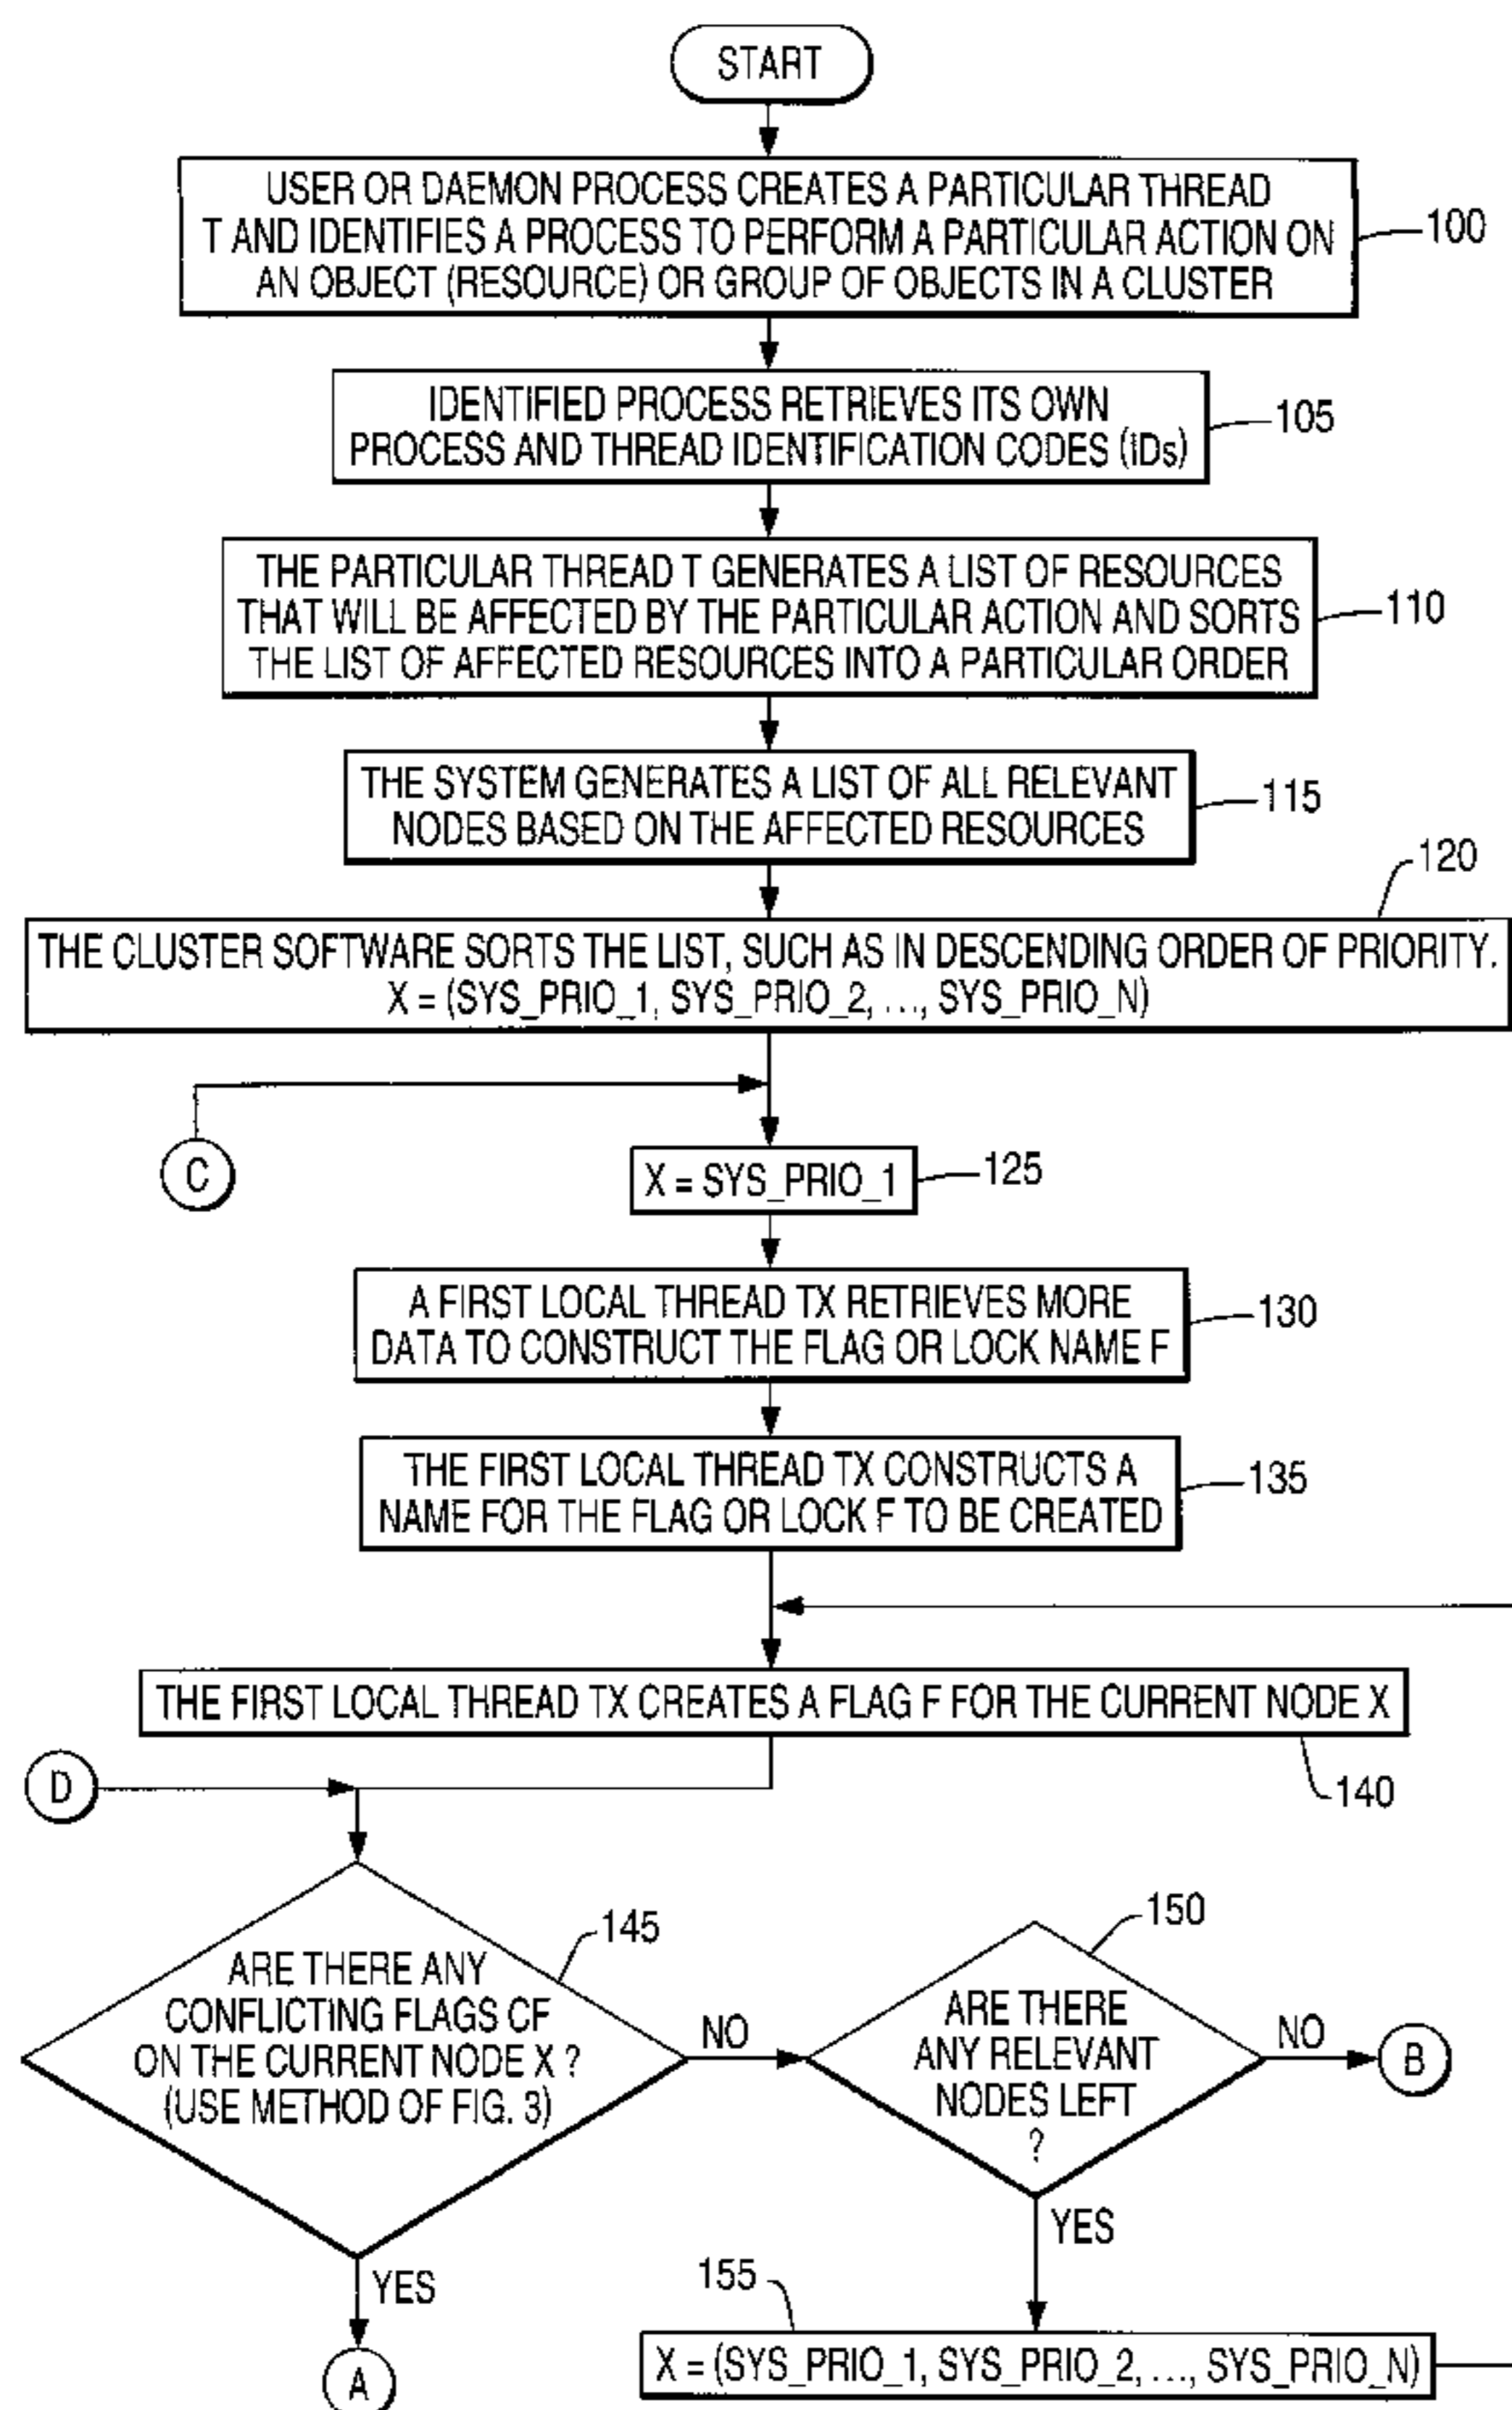 START
USER OR DAEMON PROCESS CREATES A PARTICULAR THREAD
T AND IDENTIFIES A PROCESS TO PERFORM A PARTICULAR ACTION ON
AN OBJECT (RESOURCE) OR GROUP OF OBJECTS IN A CLUSTER
100
IDENTIFIED PROCESS RETRIEVES ITS OWN
PROCESS AND THREAD IDENTIFICATION CODES (IDs)
105
THE PARTICULAR THREAD T GENERATES A LIST OF RESOURCES
THAT WILL BE AFFECTED BY THE PARTICULAR ACTION AND SORTS
THE LIST OF AFFECTED RESOURCES INTO A PARTICULAR ORDER
110
THE SYSTEM GENERATES A LIST OF ALL RELEVANT
NODES BASED ON THE AFFECTED RESOURCES
115
120
THE CLUSTER SOFTWARE SORTS THE LIST, SUCH AS IN DESCENDING ORDER OF PRIORITY.
X = (SYS_PRIO_1, SYS_PRIO_2, ..., SYS_PRIO_N)
C
X = SYS_PRIO_1
125
A FIRST LOCAL THREAD TX RETRIEVES MORE
DATA TO CONSTRUCT THE FLAG OR LOCK NAME F
130
THE FIRST LOCAL THREAD TX CONSTRUCTS A
NAME FOR THE FLAG OR LOCK F TO BE CREATED
135
THE FIRST LOCAL THREAD TX CREATES A FLAG F FOR THE CURRENT NODE X
140
D
ARE THERE ANY
CONFLICTING FLAGS CF
ON THE CURRENT NODE X ?
(USE METHOD OF FIG. 3)
145
NO
YES
A
ARE THERE
ANY RELEVANT
NODES LEFT
?
150
NO
B
YES
155
X = (SYS_PRIO_1, SYS_PRIO_2, ..., SYS_PRIO_N)